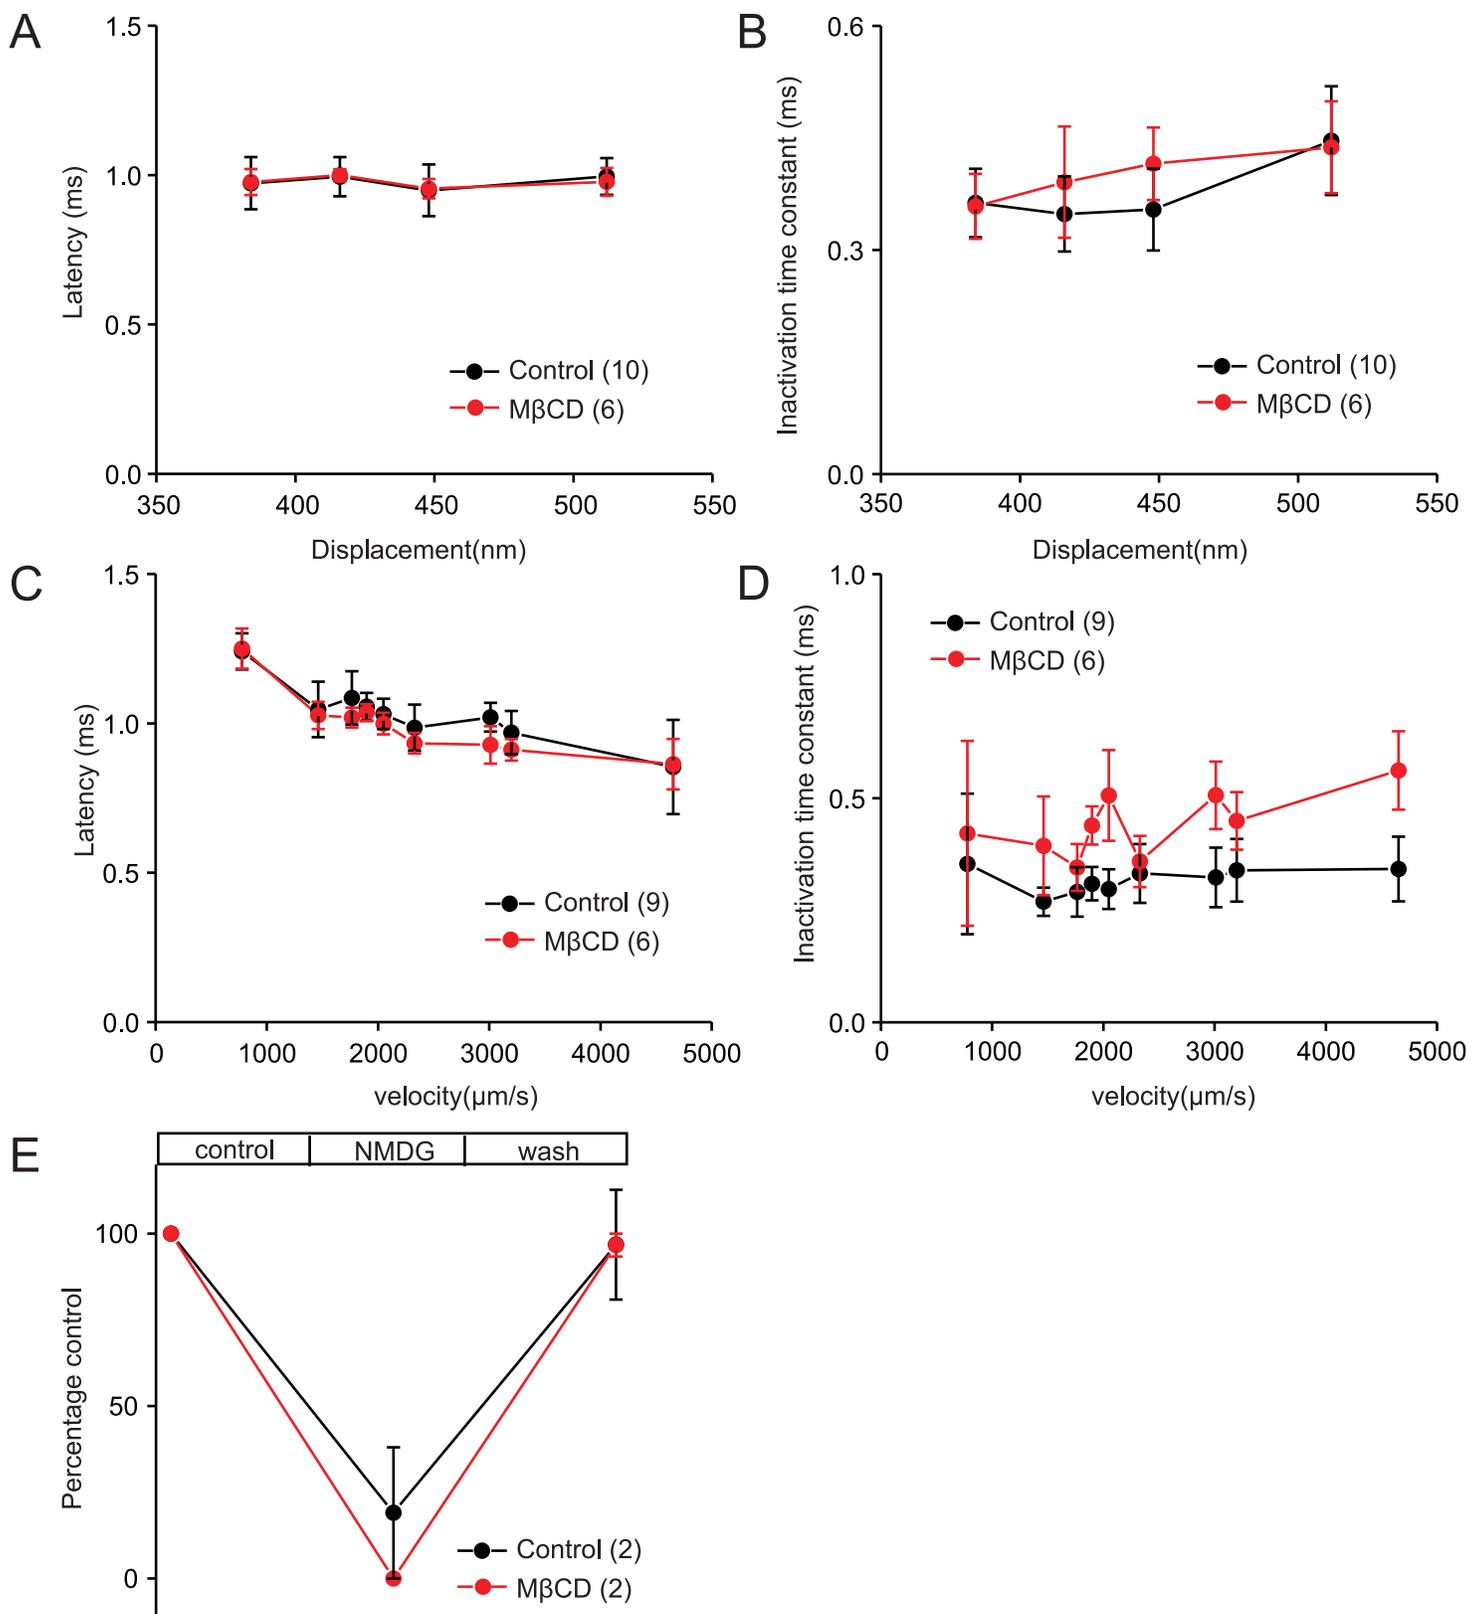 A
1.5
1.0
0.5
0.0
Latency (ms)
350 400 450 500 550
Displacement(nm)
Control (10)
MβCD (6)
B
0.6
0.3
0.0
Inactivation time constant (ms)
350 400 450 500 550
Displacement(nm)
Control (10)
MβCD (6)
C
1.5
1.0
0.5
0.0
Latency (ms)
0 1000 2000 3000 4000 5000
velocity(µm/s)
Control (9)
MβCD (6)
D
1.0
0.5
0.0
Inactivation time constant (ms)
0 1000 2000 3000 4000 5000
velocity(µm/s)
Control (9)
MβCD (6)
E
control NMDG wash
100
50
0
Percentage control
Control (2)
MβCD (2)